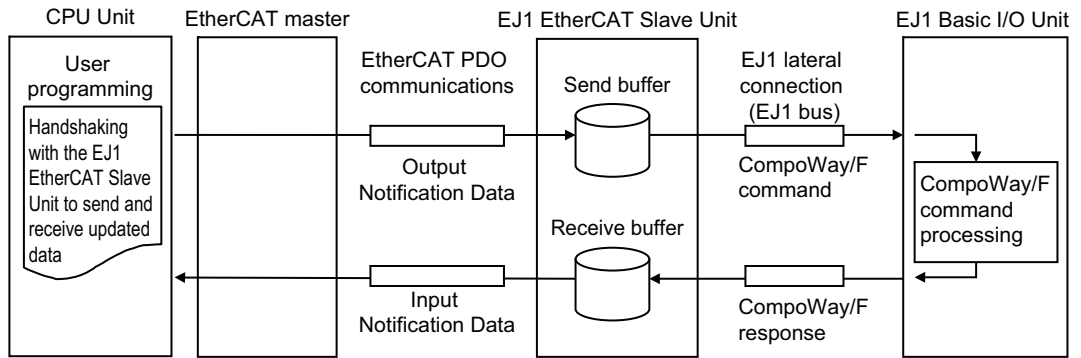 CPU Unit
EtherCAT master
EJ1 EtherCAT Slave Unit
EJ1 Basic I/O Unit
User
programming
Handshaking
with the EJ1
EtherCAT Slave
Unit to send and
receive updated
data
EtherCAT PDO
communications
Output
Notification Data
Input
Notification Data
Send buffer
Receive buffer
EJ1 lateral
connection
(EJ1 bus)
CompoWay/F
command
CompoWay/F
response
CompoWay/F
command
processing